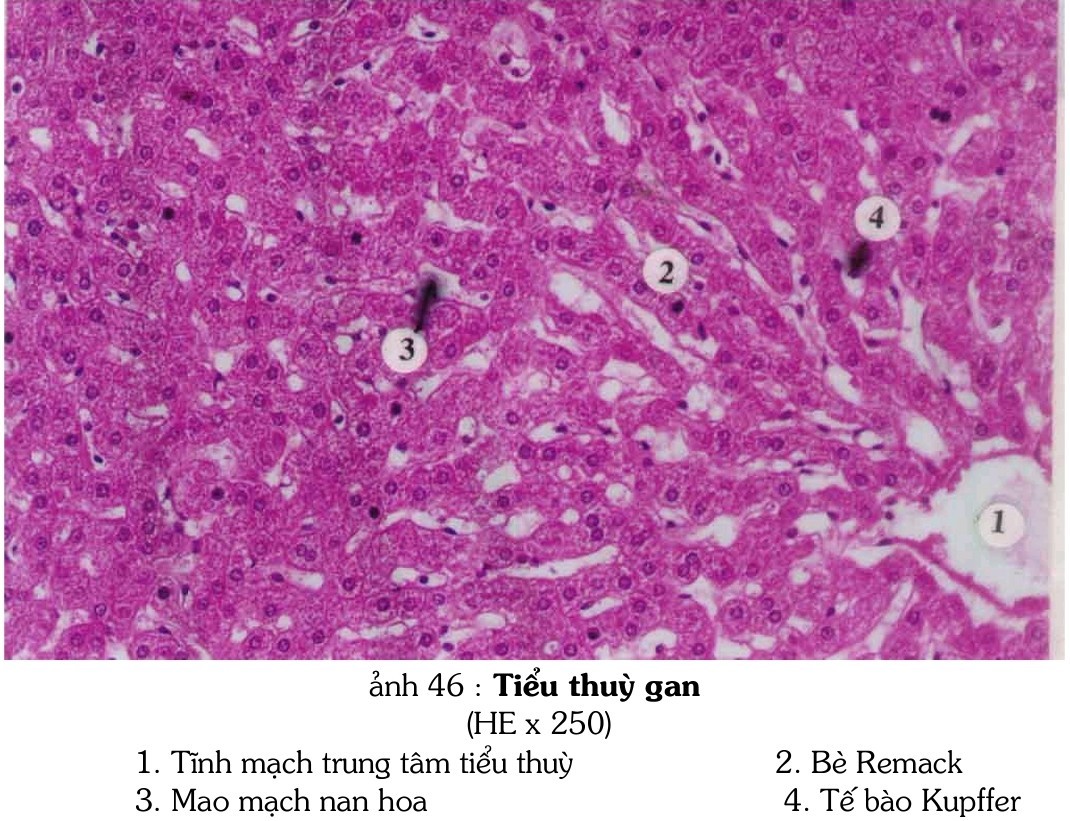 4
2
3
1
ảnh 46 : Tiểu thuỳ gan
(HE x 250)
1. Tĩnh mạch trung tâm tiểu thuỳ 2. Bè Remack
3. Mao mạch nan hoa 4. Tế bào Kupffer